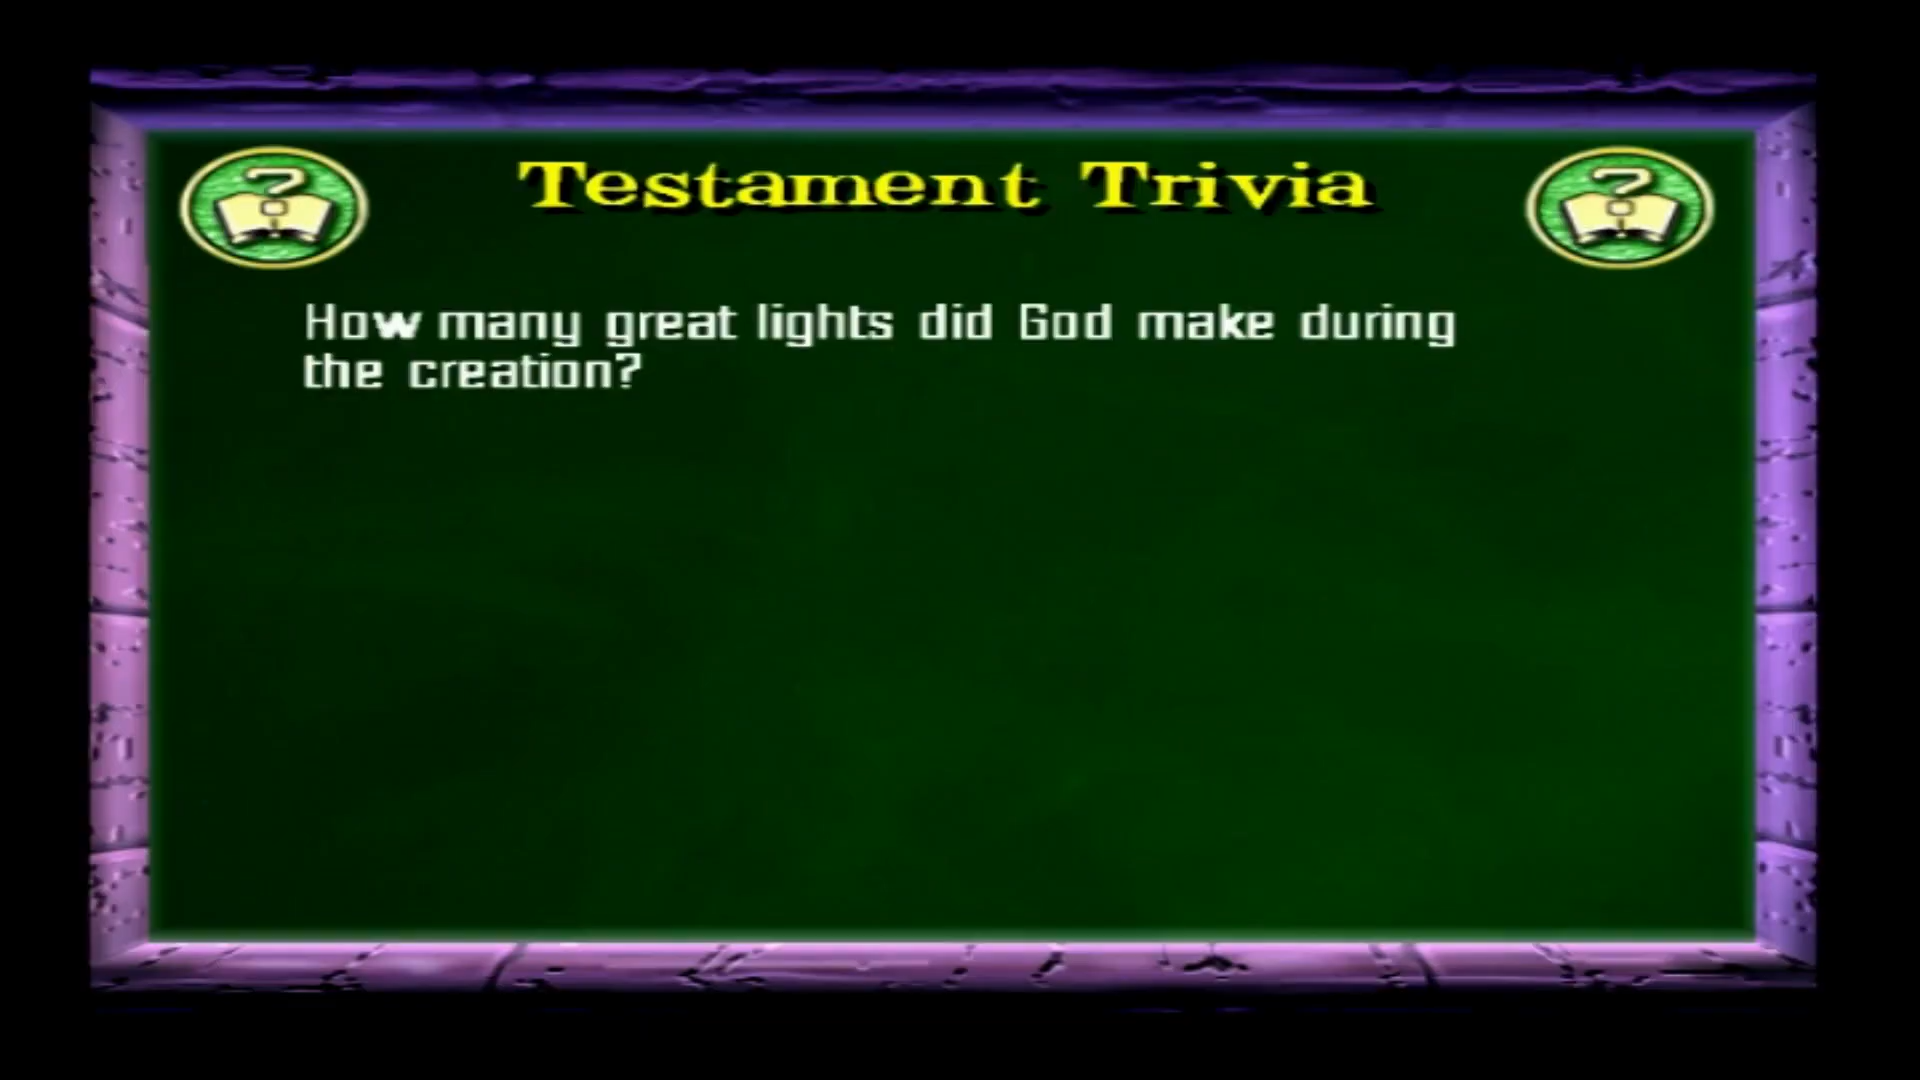 Testament Trivia
How many great lights did God make during
the creation?